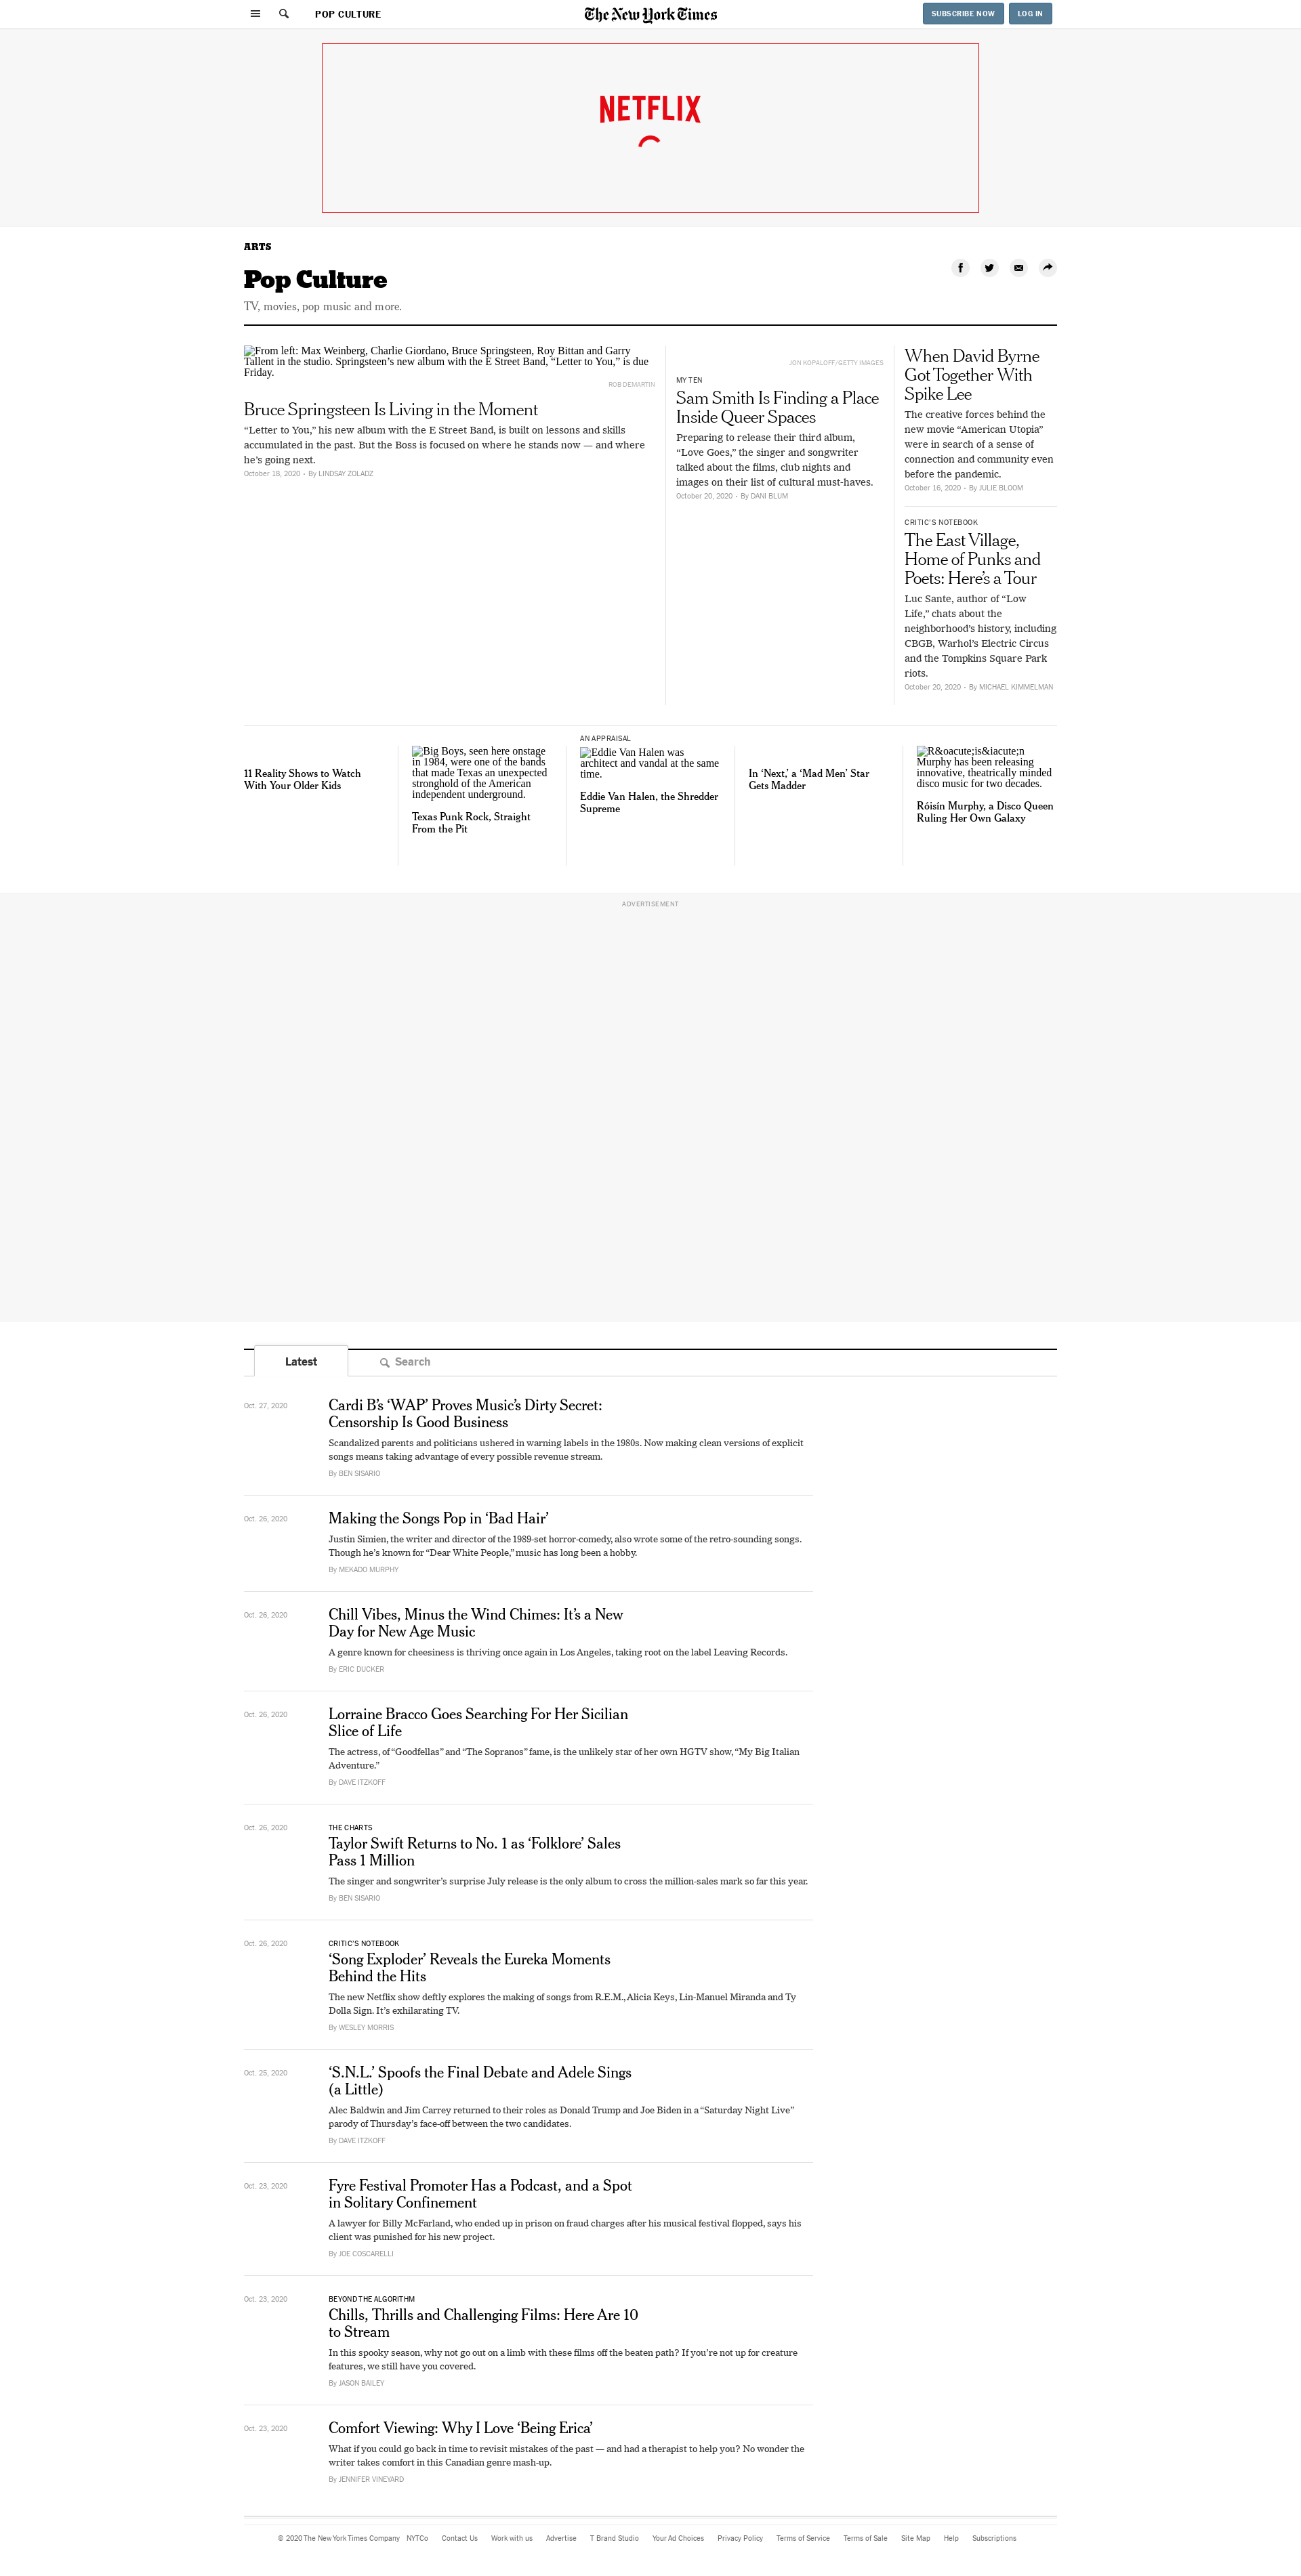 POP CULTURE
The New York Times
SUBSCRIBE NOW
LOG IN
NETFLIX
ARTS
Pop Culture
TV, movies, pop music and more.
From left: Max Weinberg, Charlie Giordano, Bruce Springsteen, Roy Bittan and Garry
Tallent in the studio. Springsteen’s new album with the E Street Band, “Letter to You,” is due
Friday.
ROB DEMARTIN
Bruce Springsteen Is Living in the Moment
“Letter to You,” his new album with the E Street Band, is built on lessons and skills
accumulated in the past. But the Boss is focused on where he stands now — and where
he’s going next.
October 18, 2020 - By LINDSAY ZOLADZ
JON KOPALOFF/GETTY IMAGES
MY TEN
Sam Smith Is Finding a Place
Inside Queer Spaces
Preparing to release their third album,
“Love Goes,” the singer and songwriter
talked about the films, club nights and
images on their list of cultural must-haves.
October 20, 2020 - By DANI BLUM
When David Byrne
Got Together With
Spike Lee
The creative forces behind the
new movie “American Utopia”
were in search of a sense of
connection and community even
before the pandemic.
October 16, 2020 - By JULIE BLOOM
CRITIC’S NOTEBOOK
The East Village,
Home of Punks and
Poets: Here’s a Tour
Luc Sante, author of “Low
Life,” chats about the
neighborhood’s history, including
CBGB, Warhol’s Electric Circus
and the Tompkins Square Park
riots.
October 20, 2020 - By MICHAEL KIMMELMAN
11 Reality Shows to Watch
With Your Older Kids
Big Boys, seen here onstage
in 1984, were one of the bands
that made Texas an unexpected
stronghold of the American
independent underground.
Texas Punk Rock, Straight
From the Pit
AN APPRAISAL
Eddie Van Halen was
architect and vandal at the same
time.
Eddie Van Halen, the Shredder
Supreme
In ‘Next,’ a ‘Mad Men’ Star
Gets Madder
R&oacute;is&iacute;n
Murphy has been releasing
innovative, theatrically minded
disco music for two decades.
Róisín Murphy, a Disco Queen
Ruling Her Own Galaxy
ADVERTISEMENT
Latest
Search
Oct. 27, 2020
Cardi B’s ‘WAP’ Proves Music’s Dirty Secret:
Censorship Is Good Business
Scandalized parents and politicians ushered in warning labels in the 1980s. Now making clean versions of explicit
songs means taking advantage of every possible revenue stream.
By BEN SISARIO
Oct. 26, 2020
Making the Songs Pop in ‘Bad Hair’
Justin Simien, the writer and director of the 1989-set horror-comedy, also wrote some of the retro-sounding songs.
Though he’s known for “Dear White People,” music has long been a hobby.
By MEKADO MURPHY
Oct. 26, 2020
Chill Vibes, Minus the Wind Chimes: It’s a New
Day for New Age Music
A genre known for cheesiness is thriving once again in Los Angeles, taking root on the label Leaving Records.
By ERIC DUCKER
Oct. 26, 2020
Lorraine Bracco Goes Searching For Her Sicilian
Slice of Life
The actress, of “Goodfellas” and “The Sopranos” fame, is the unlikely star of her own HGTV show, “My Big Italian
Adventure.”
By DAVE ITZKOFF
Oct. 26, 2020
THE CHARTS
Taylor Swift Returns to No. 1 as ‘Folklore’ Sales
Pass 1 Million
The singer and songwriter’s surprise July release is the only album to cross the million-sales mark so far this year.
By BEN SISARIO
Oct. 26, 2020
CRITIC’S NOTEBOOK
‘Song Exploder’ Reveals the Eureka Moments
Behind the Hits
The new Netflix show deftly explores the making of songs from R.E.M., Alicia Keys, Lin-Manuel Miranda and Ty
Dolla Sign. It’s exhilarating TV.
By WESLEY MORRIS
Oct. 25, 2020
‘S.N.L.’ Spoofs the Final Debate and Adele Sings
(a Little)
Alec Baldwin and Jim Carrey returned to their roles as Donald Trump and Joe Biden in a “Saturday Night Live”
parody of Thursday’s face-off between the two candidates.
By DAVE ITZKOFF
Oct. 23, 2020
Fyre Festival Promoter Has a Podcast, and a Spot
in Solitary Confinement
A lawyer for Billy McFarland, who ended up in prison on fraud charges after his musical festival flopped, says his
client was punished for his new project.
By JOE COSCARELLI
Oct. 23, 2020
BEYOND THE ALGORITHM
Chills, Thrills and Challenging Films: Here Are 10
to Stream
In this spooky season, why not go out on a limb with these films off the beaten path? If you’re not up for creature
features, we still have you covered.
By JASON BAILEY
Oct. 23, 2020
Comfort Viewing: Why I Love ‘Being Erica’
What if you could go back in time to revisit mistakes of the past — and had a therapist to help you? No wonder the
writer takes comfort in this Canadian genre mash-up.
By JENNIFER VINEYARD
© 2020 The New York Times Company NYTCo Contact Us Work with us Advertise T Brand Studio Your Ad Choices Privacy Policy Terms of Service Terms of Sale Site Map Help Subscriptions